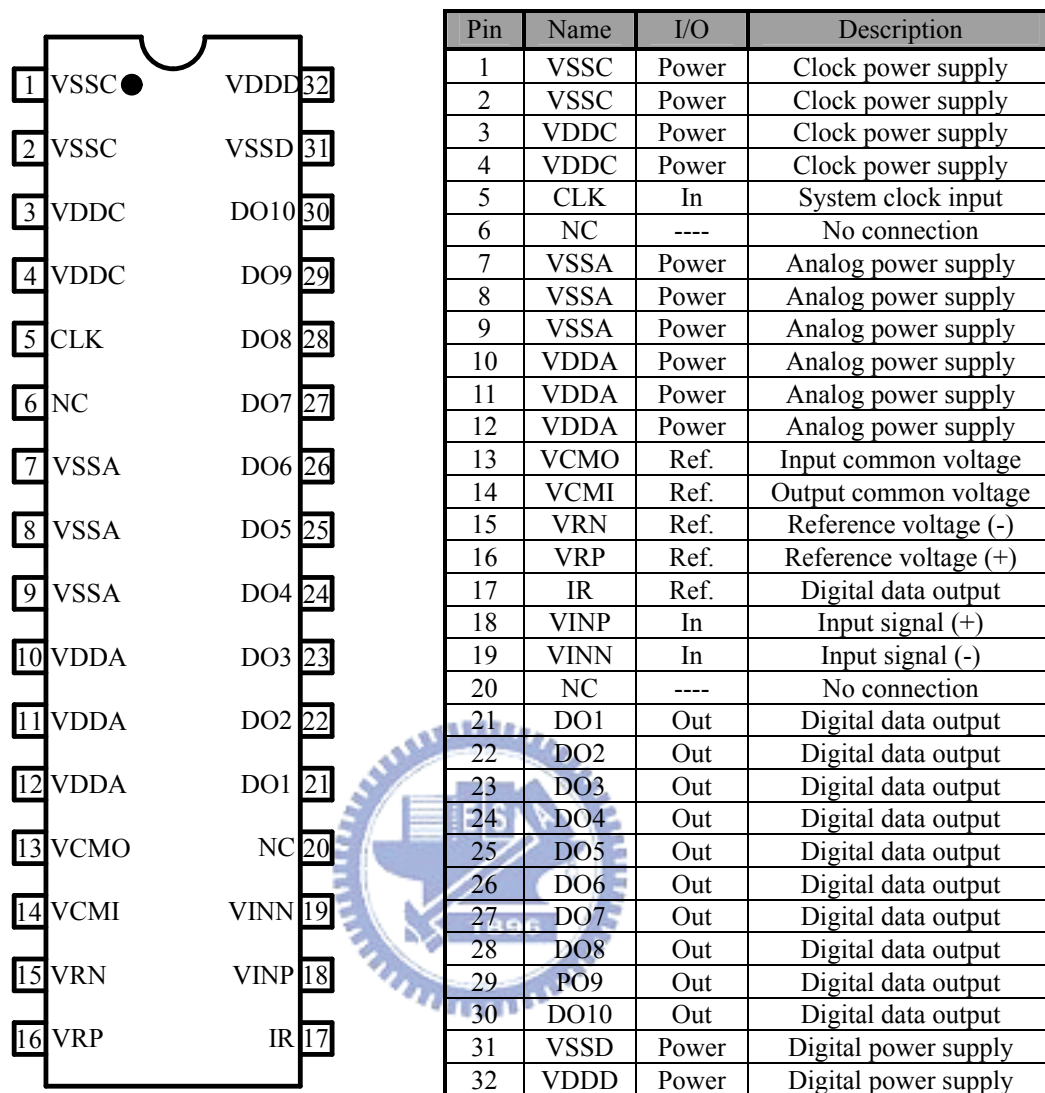 1 VSSC VDDD 32
2 VSSC VSSD 31
3 VDDC DO10 30
4 VDDC DO9 29
5 CLK DO8 28
6 NC DO7 27
7 VSSA DO6 26
8 VSSA DO5 25
9 VSSA DO4 24
10 VDDA DO3 23
11 VDDA DO2 22
12 VDDA DO1 21
13 VCMO NC 20
14 VCMI VINN 19
15 VRN VINP 18
16 VRP IR 17
Pin Name I/O Description
1 VSSC Power Clock power supply
2 VSSC Power Clock power supply
3 VDDC Power Clock power supply
4 VDDC Power Clock power supply
5 CLK In System clock input
6 NC ---- No connection
7 VSSA Power Analog power supply
8 VSSA Power Analog power supply
9 VSSA Power Analog power supply
10 VDDA Power Analog power supply
11 VDDA Power Analog power supply
12 VDDA Power Analog power supply
13 VCMO Ref. Input common voltage
14 VCMI Ref. Output common voltage
15 VRN Ref. Reference voltage (-)
16 VRP Ref. Reference voltage (+)
17 IR Ref. Digital data output
18 VINP In Input signal (+)
19 VINN In Input signal (-)
20 NC ---- No connection
21 DO1 Out Digital data output
22 DO2 Out Digital data output
23 DO3 Out Digital data output
24 DO4 Out Digital data output
25 DO5 Out Digital data output
26 DO6 Out Digital data output
27 DO7 Out Digital data output
28 DO8 Out Digital data output
29 PO9 Out Digital data output
30 DO10 Out Digital data output
31 VSSD Power Digital power supply
32 VDDD Power Digital power supply
1896